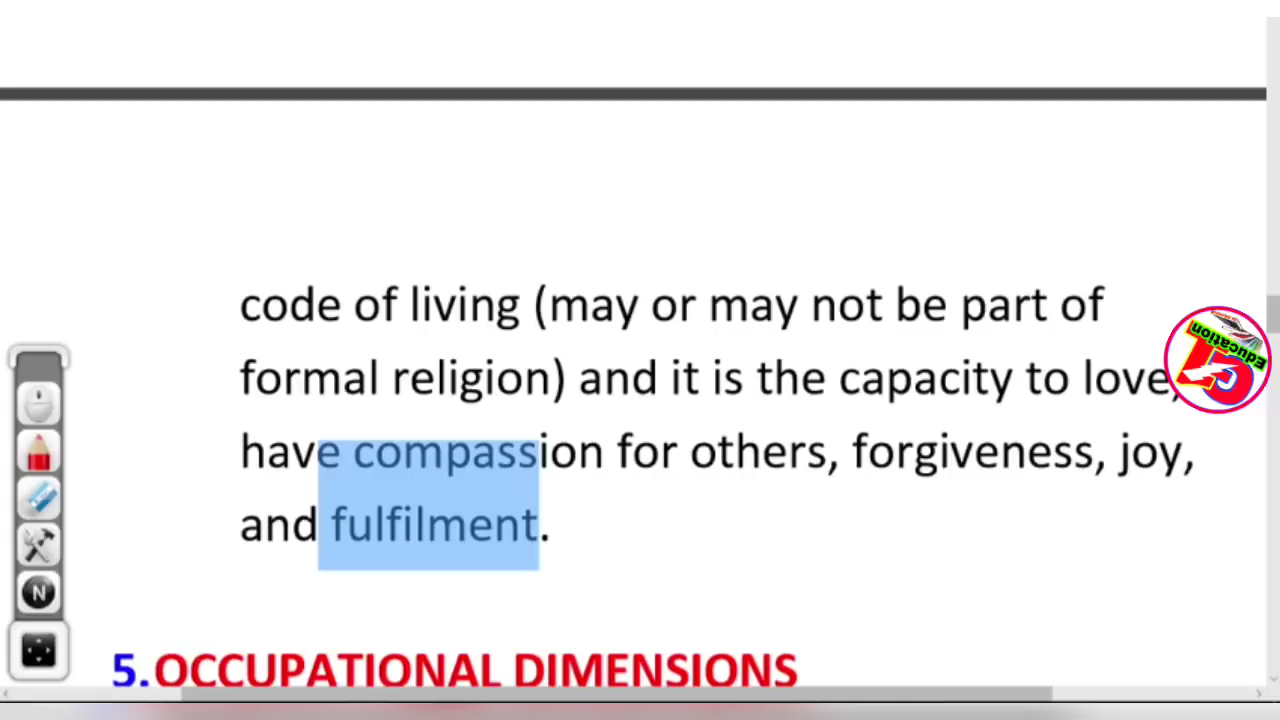 code of living (may or may not be part of
formal religion) and it is the capacity to love,
have compassion for others, forgiveness, joy,
and fulfilment.
5. OCCUPATIONAL DIMENSIONS
N
Education